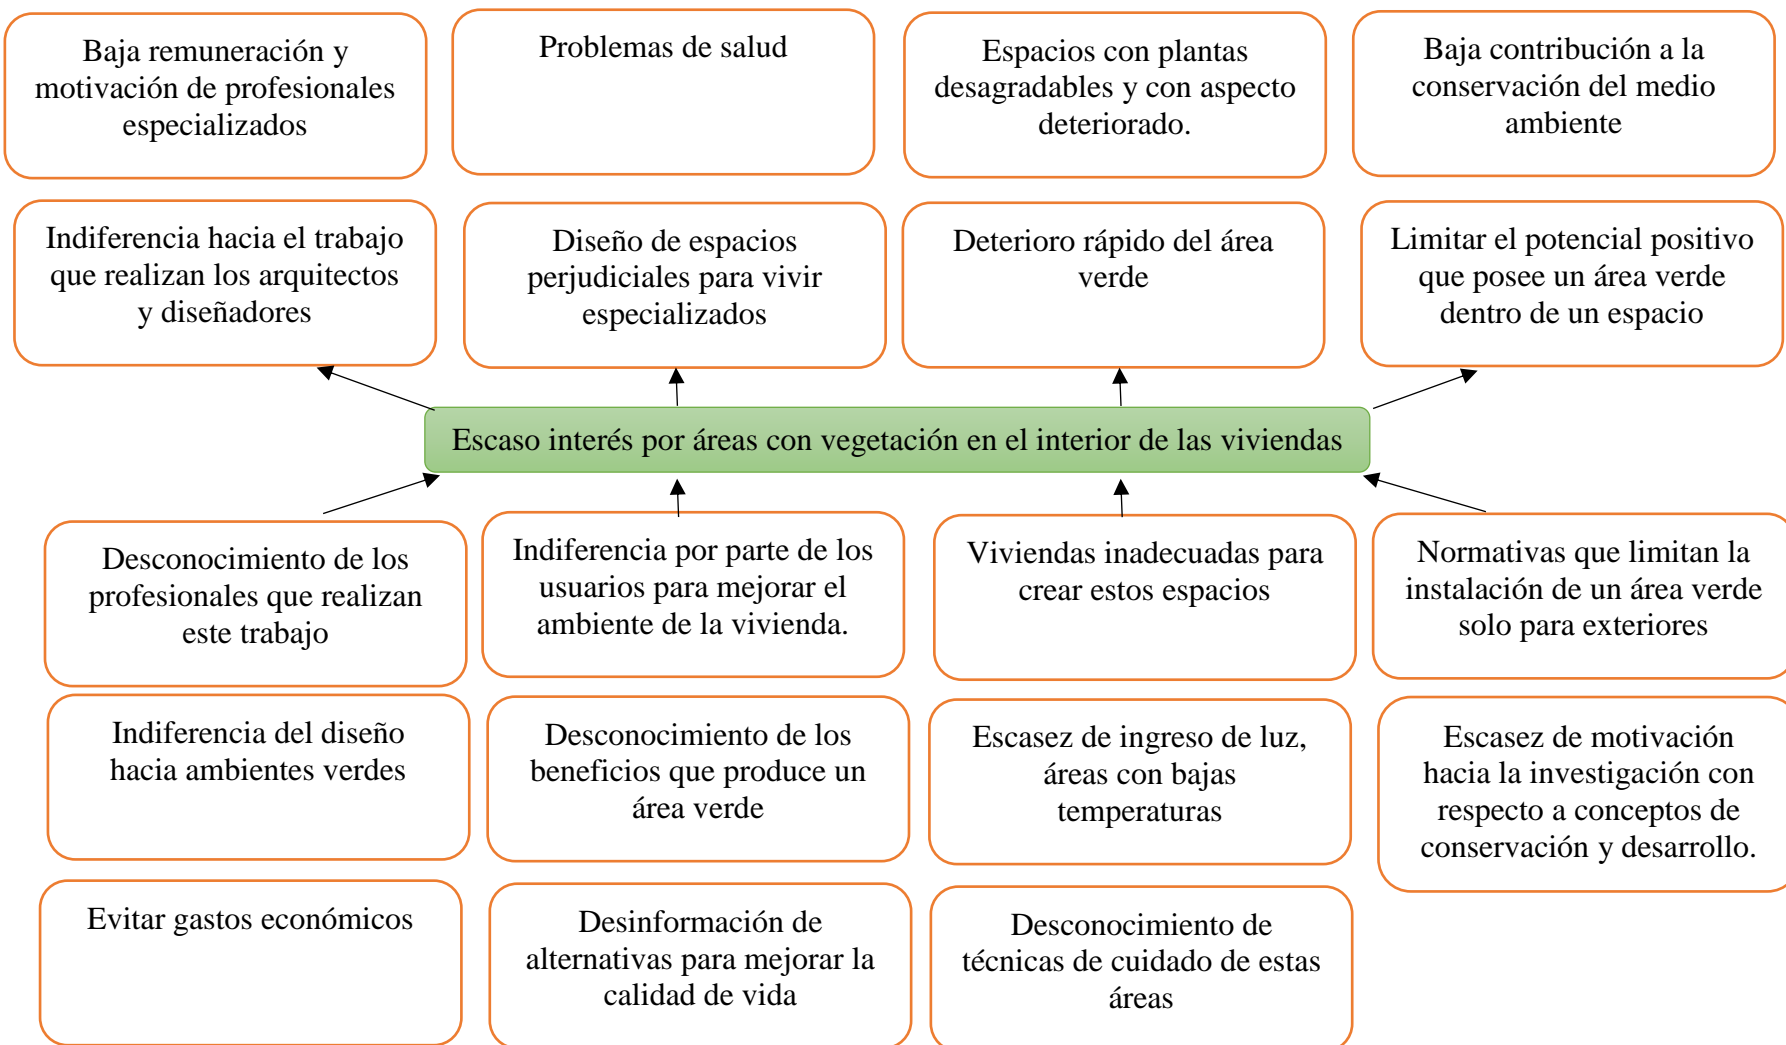 Baja remuneración y
motivación de profesionales
especializados
Problemas de salud
Espacios con plantas
desagradables y con aspecto
deteriorado.
Baja contribución a la
conservación del medio
ambiente
Indiferencia hacia el trabajo
que realizan los arquitectos
y diseñadores
Diseño de espacios
perjudiciales para vivir
especializados
Deterioro rápido del área
verde
Limitar el potencial positivo
que posee un área verde
dentro de un espacio
Escaso interés por áreas con vegetación en el interior de las viviendas
Desconocimiento de los
profesionales que realizan
este trabajo
Indiferencia por parte de los
usuarios para mejorar el
ambiente de la vivienda.
Viviendas inadecuadas para
crear estos espacios
Normativas que limitan la
instalación de un área verde
solo para exteriores
Indiferencia del diseño
hacia ambientes verdes
Desconocimiento de los
beneficios que produce un
área verde
Escasez de ingreso de luz,
áreas con bajas
temperaturas
Escasez de motivación
hacia la investigación con
respecto a conceptos de
conservación y desarrollo.
Evitar gastos económicos
Desinformación de
alternativas para mejorar la
calidad de vida
Desconocimiento de
técnicas de cuidado de estas
áreas